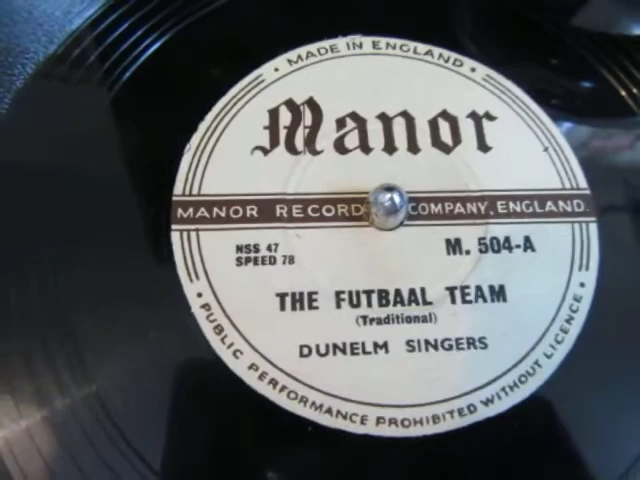 • MADE IN ENGLAND •
Manor
MANOR RECORD COMPANY, ENGLAND.
NSS 47
SPEED 78
M. 504-A
THE FUTBAAL TEAM
(Traditional)
DUNELM SINGERS
• PUBLIC PERFORMANCE PROHIBITED WITHOUT LICENCE •